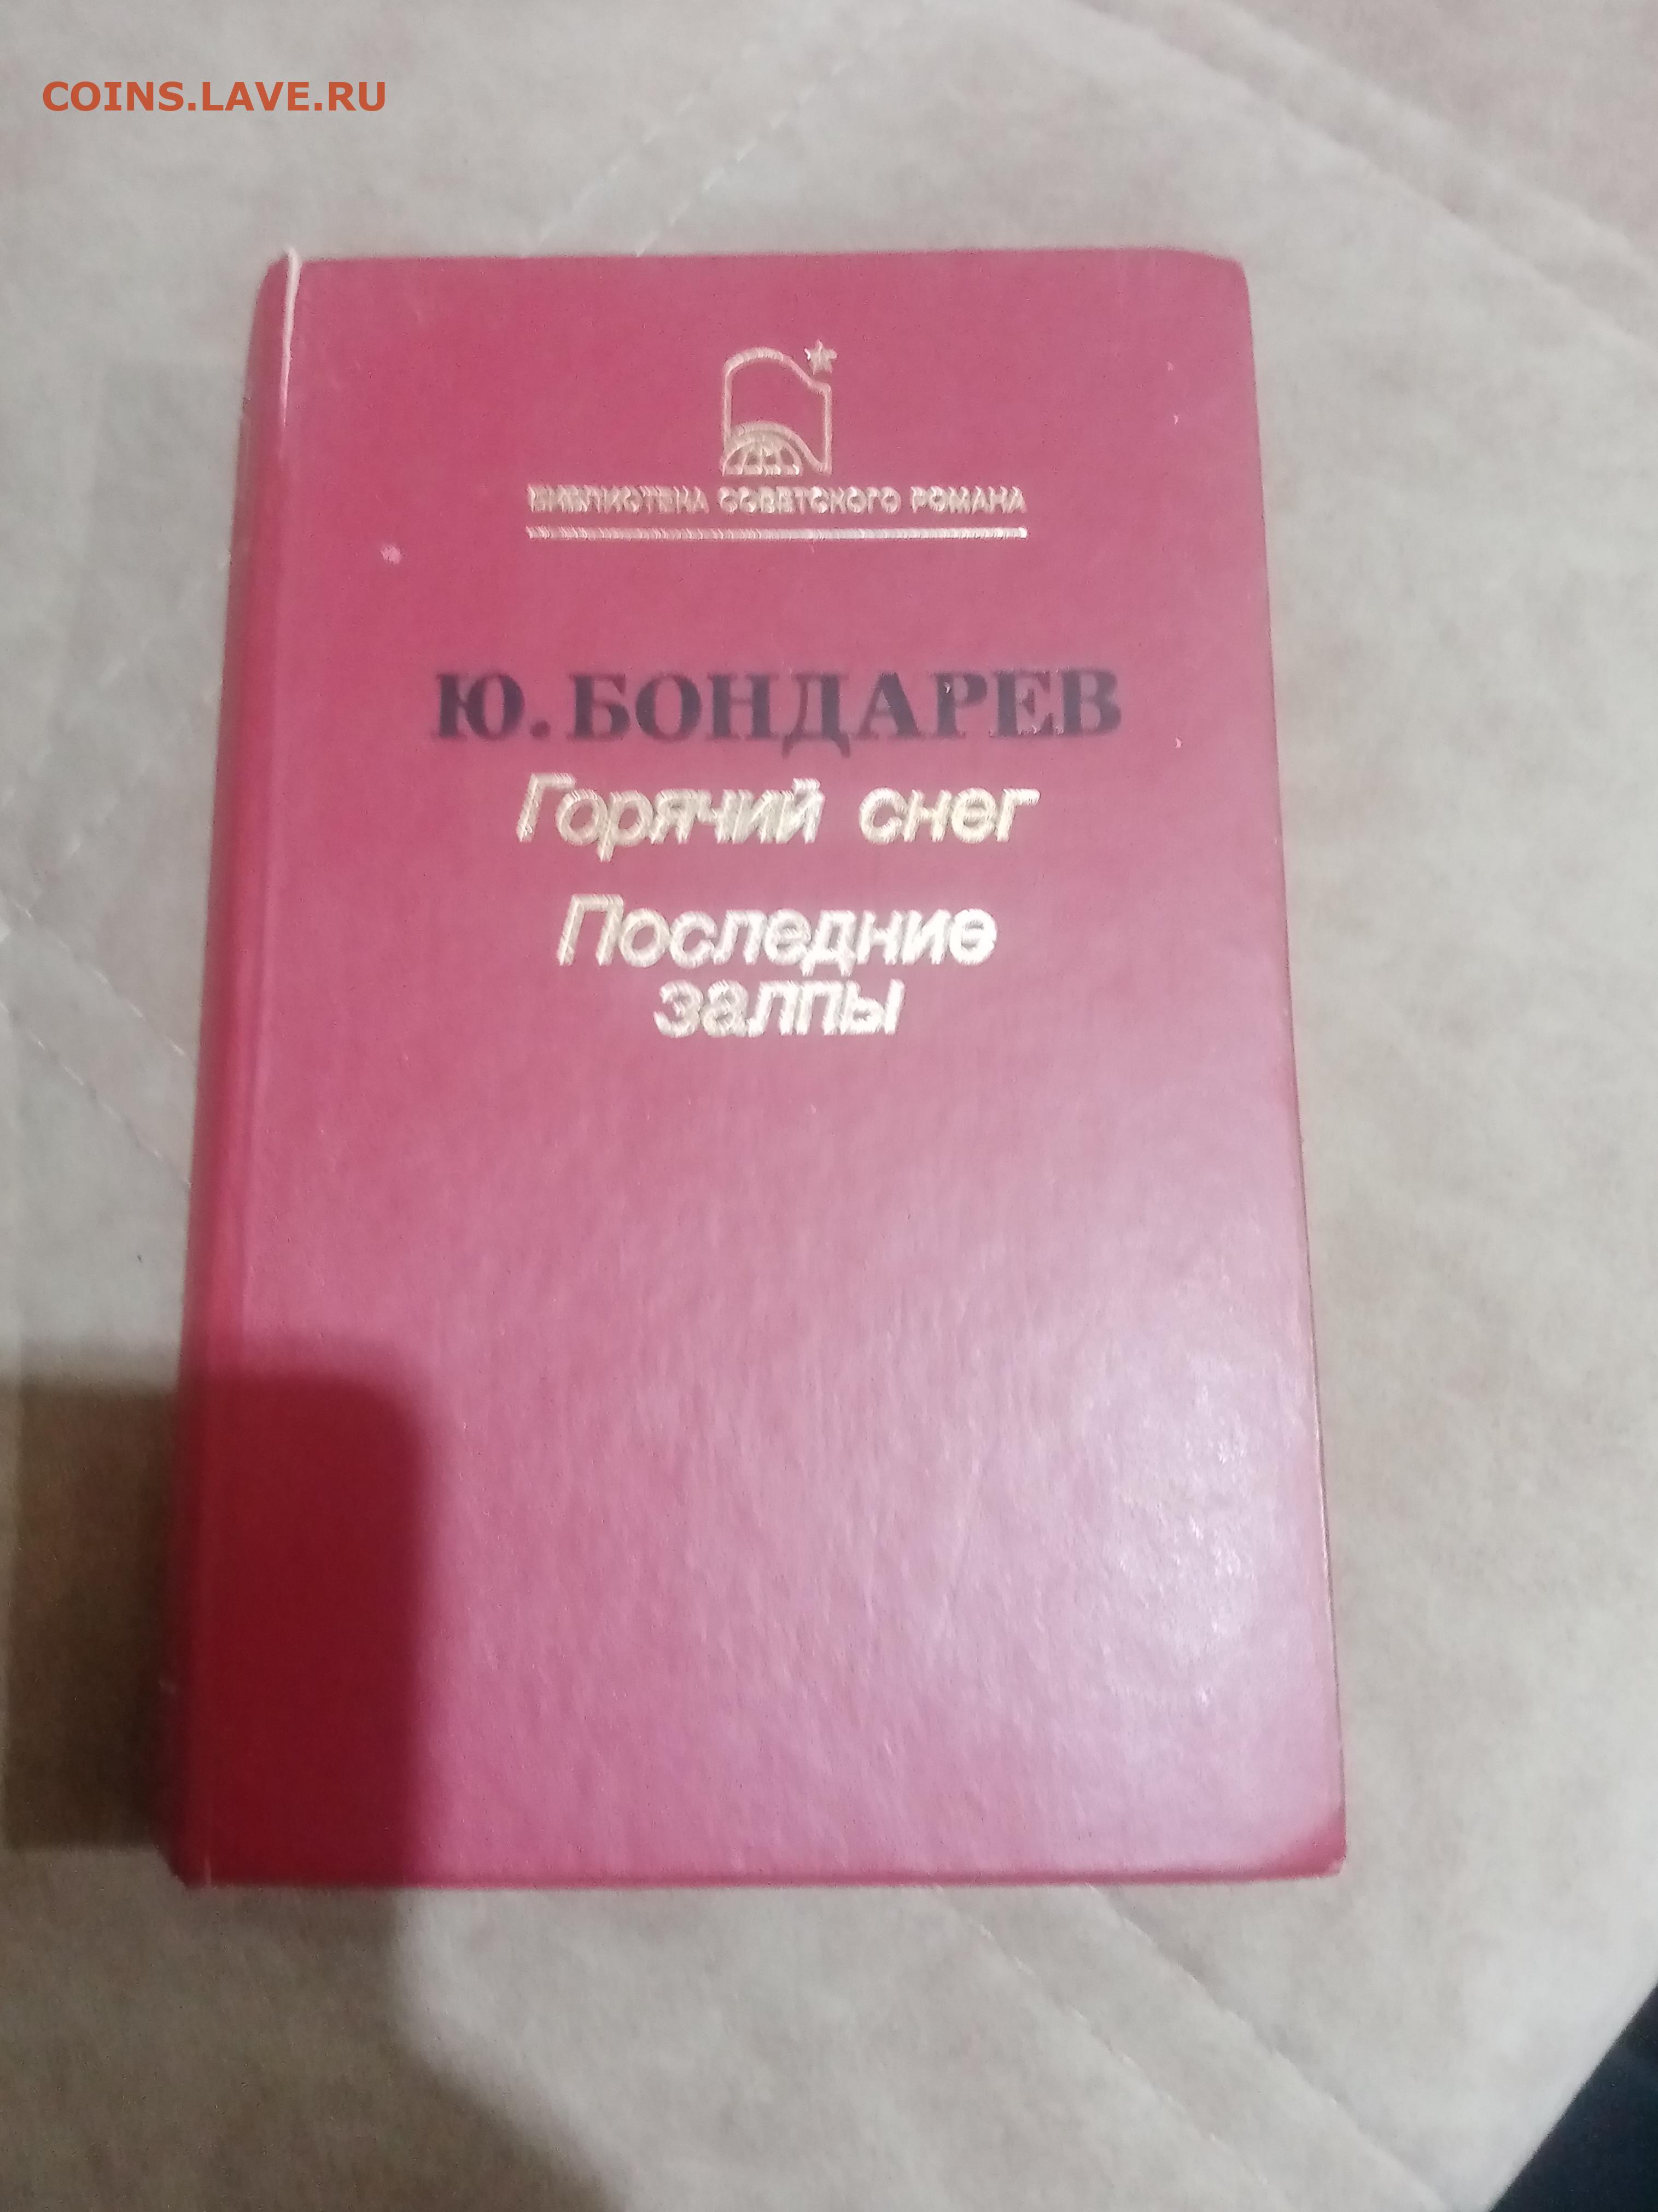 COINS.LAVE.RU
БИБЛИОТЕКА СОВЕТСКОГО РОМАНА
Ю. БОНДАРЕВ
Горячий снег
Последние
залпы